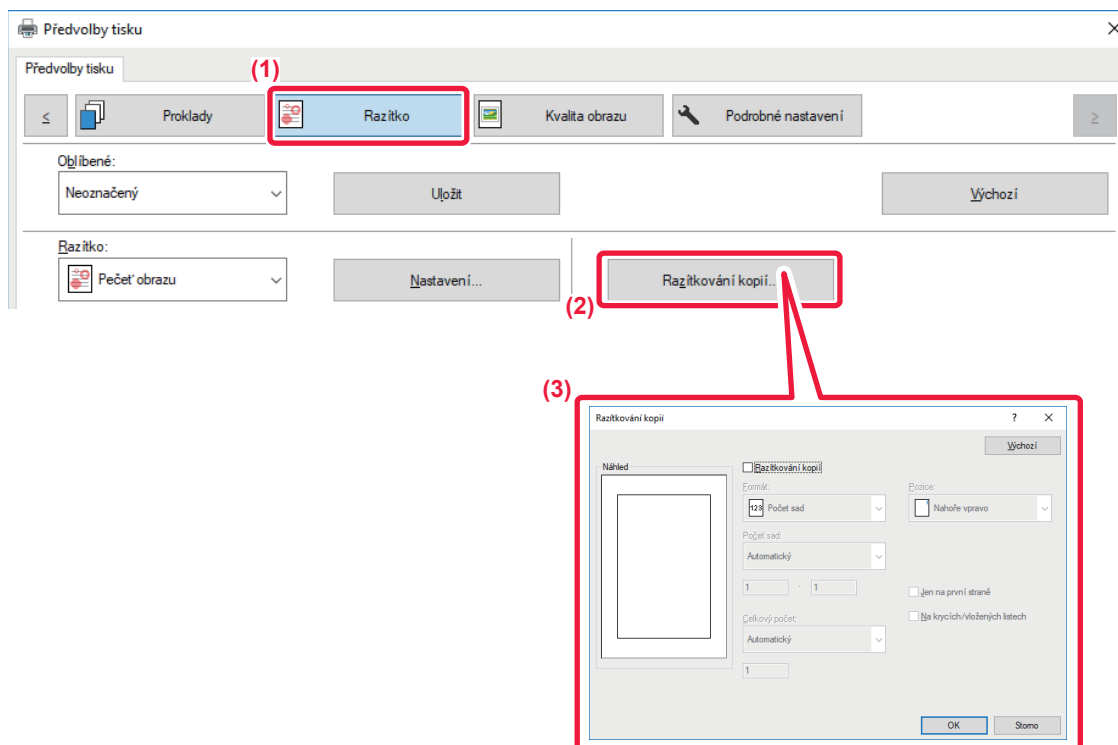 Předvolby tisku
Předvolby tisku
(1)
< Proklady Razítko Kvalita obrazu Podrobné nastavení >
Oblíbené:
Neoznačený Uložit Výchozí
Razítko:
Pečeť obrazu Nastavení... Razítkování kopií...
(2)
(3)
Razítkování kopií ?
Výchozí
Náhled
Razítkování kopií
Formát: Pozice:
123 Počet sad Nahoře vpravo
Počet sad:
Automatický
1 - 1
Jen na první straně
Na krycích/vložených listech
Celkový počet:
Automatický
1
OK Storno